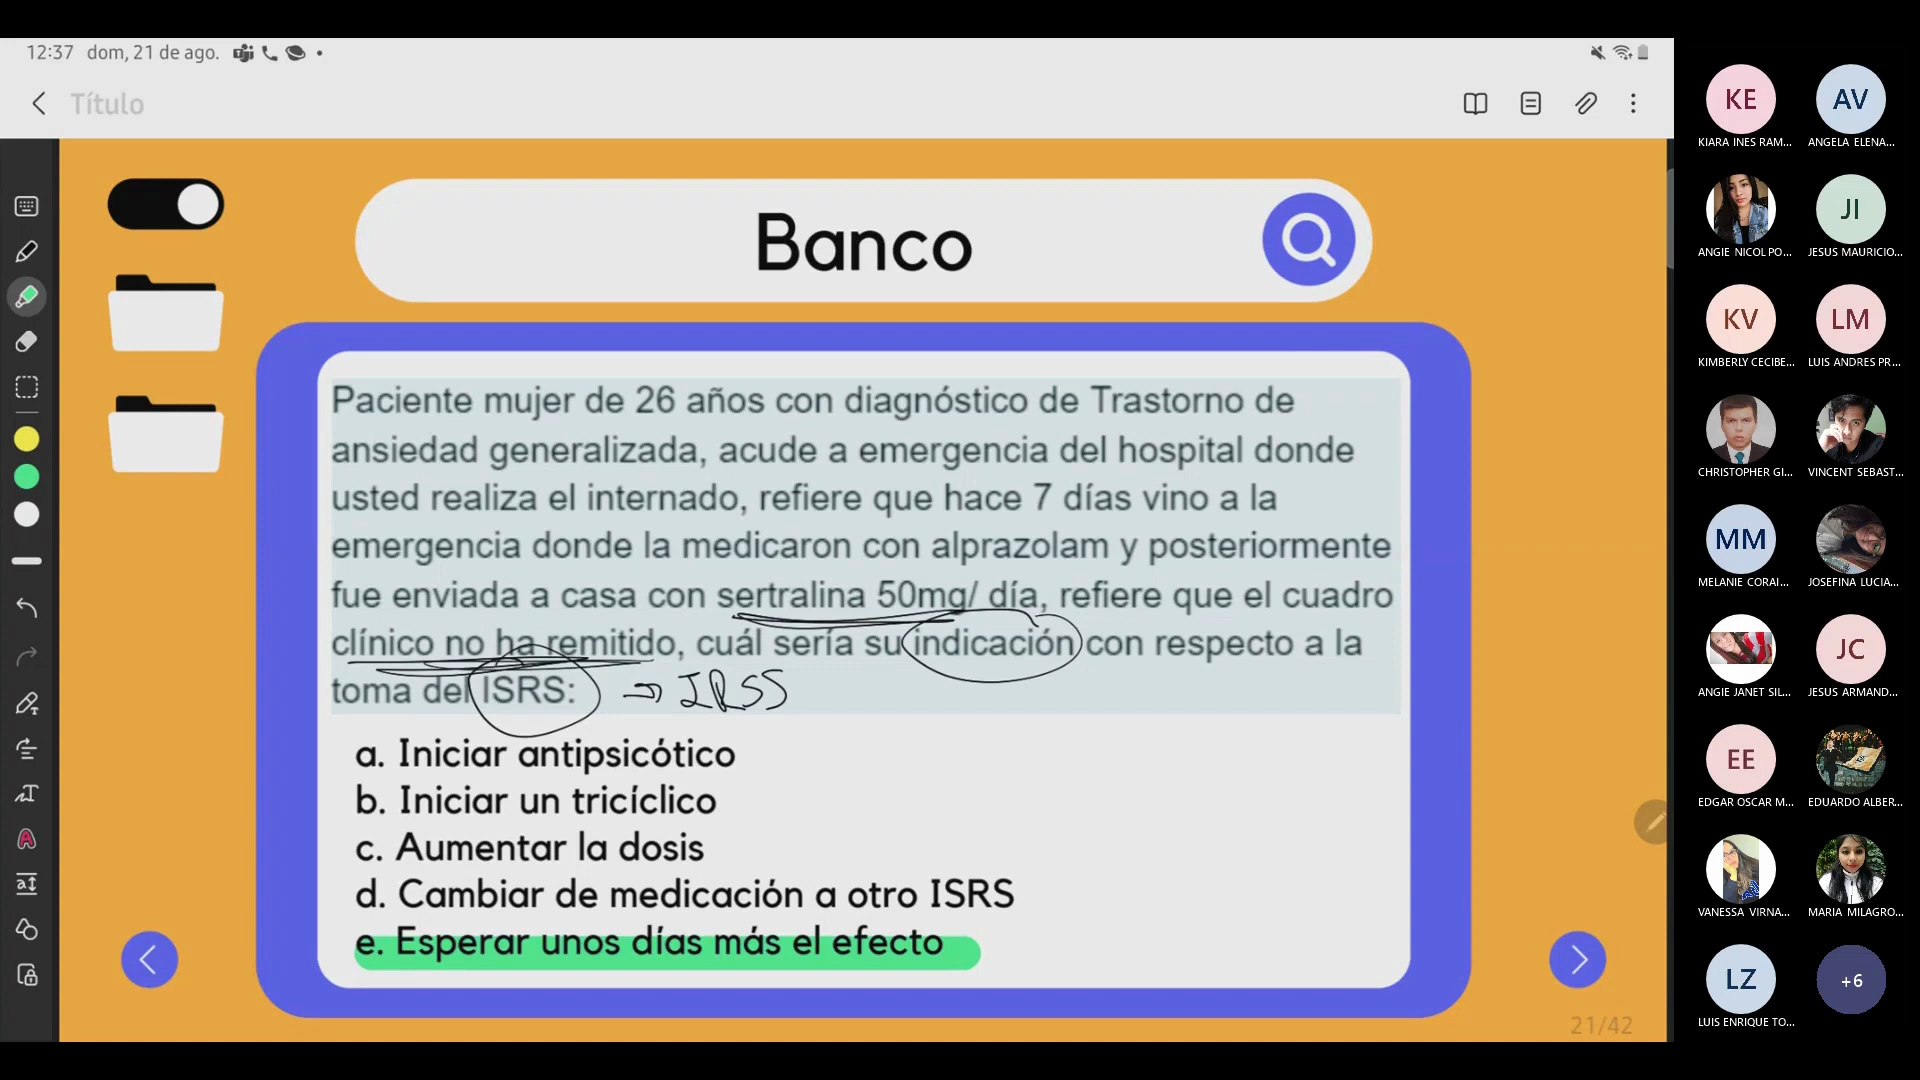 12:37 dom, 21 de ago.
Título
Banco
Paciente mujer de 26 años con diagnóstico de Trastorno de
ansiedad generalizada, acude a emergencia del hospital donde
usted realiza el internado, refiere que hace 7 días vino a la
emergencia donde la medicaron con alprazolam y posteriormente
fue enviada a casa con sertralina 50mg/ día, refiere que el cuadro
clínico no ha remitido, cuál sería su indicación con respecto a la
toma del ISRS: → IRSS
a. Iniciar antipsicótico
b. Iniciar un tricíclico
c. Aumentar la dosis
d. Cambiar de medicación a otro ISRS
e. Esperar unos días más el efecto
21/42
KE AV
KIARA INES RAM... ANGELA ELENA...
JI
ANGIE NICOL PO... JESUS MAURICIO...
KV LM
KIMBERLY CECIBE... LUIS ANDRES PR...
CHRISTOPHER GI... VINCENT SEBAST...
MM
MELANIE CORAI... JOSEFINA LUCIA...
JC
ANGIE JANET SIL... JESUS ARMAND...
EE
EDGAR OSCAR M... EDUARDO ALBER...
VANESSA VIRNA... MARIA MILAGRO...
LZ +6
LUIS ENRIQUE TO...